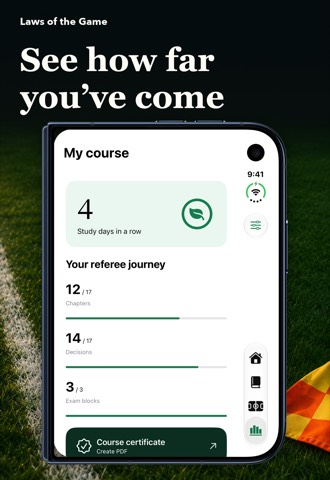 Laws of the Game
See how far
you’ve come
My course
9:41
4
Study days in a row
Your referee journey
12 / 17
Chapters
14 / 17
Decisions
3 / 3
Exam blocks
Course certificate
Create PDF